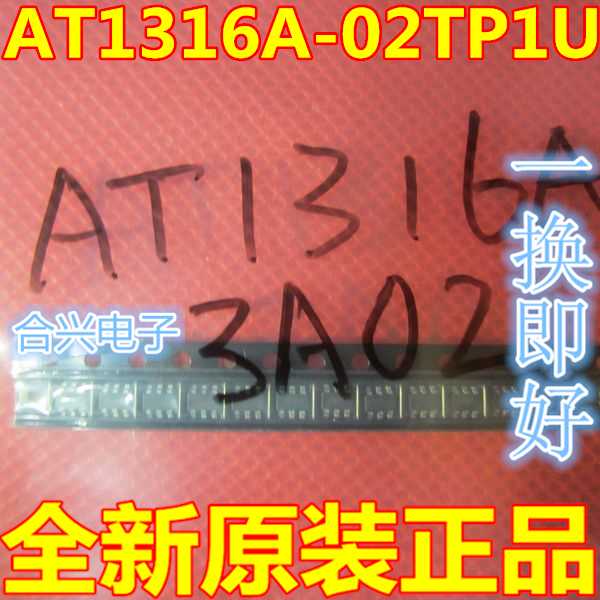 AT1316A-02TP1U
AT1316A
一换即好
3A02
合兴电子
全新原装正品